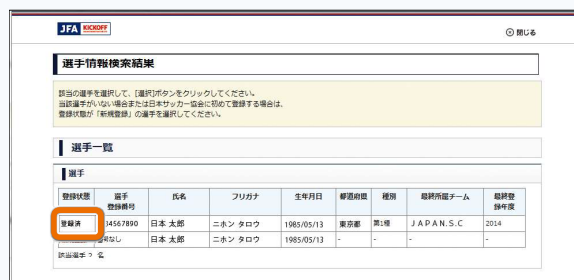 JFA KICKOFF
閉じる
選手情報検索結果
該当の選手を選択して、[選択]ボタンをクリックしてください。
当該選手がいない場合または日本サッカー協会に初めて登録する場合は、
登録状態が「新規登録」の選手を選択してください。
選手一覧
選手
登録状態 選手登録番号 氏名 フリガナ 生年月日 都道府県 種別 最終所属チーム 最終登録年度
登録済 34567890 日本 太郎 ニホン タロウ 1985/05/13 東京都 第1種 JAPAN.S.C 2014
なし 日本 太郎 ニホン タロウ 1985/05/13 - - - -
該当選手 名